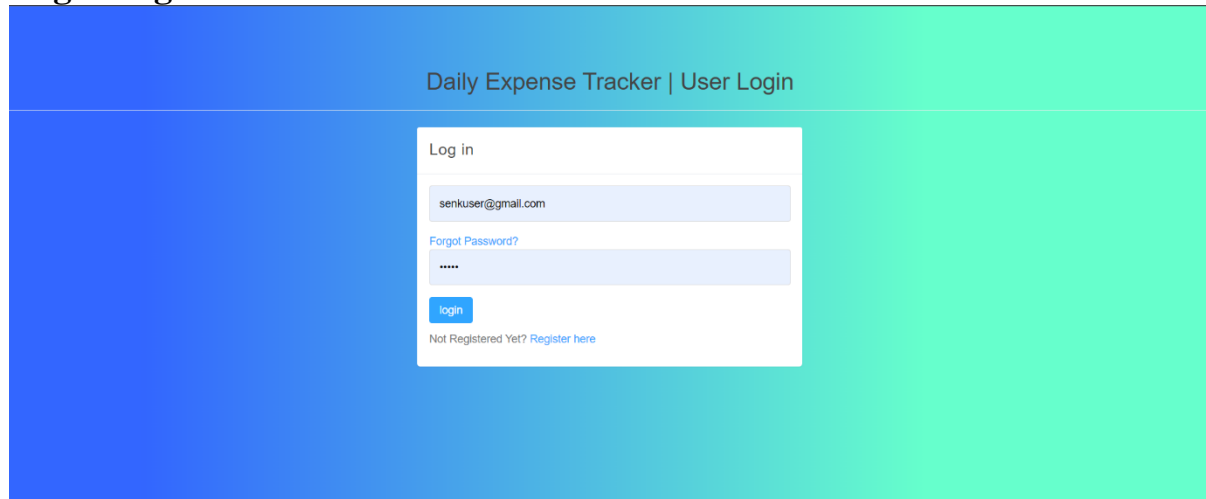 Daily Expense Tracker | User Login
Log in
senkuser@gmail.com
Forgot Password?
•••••
login
Not Registered Yet? Register here